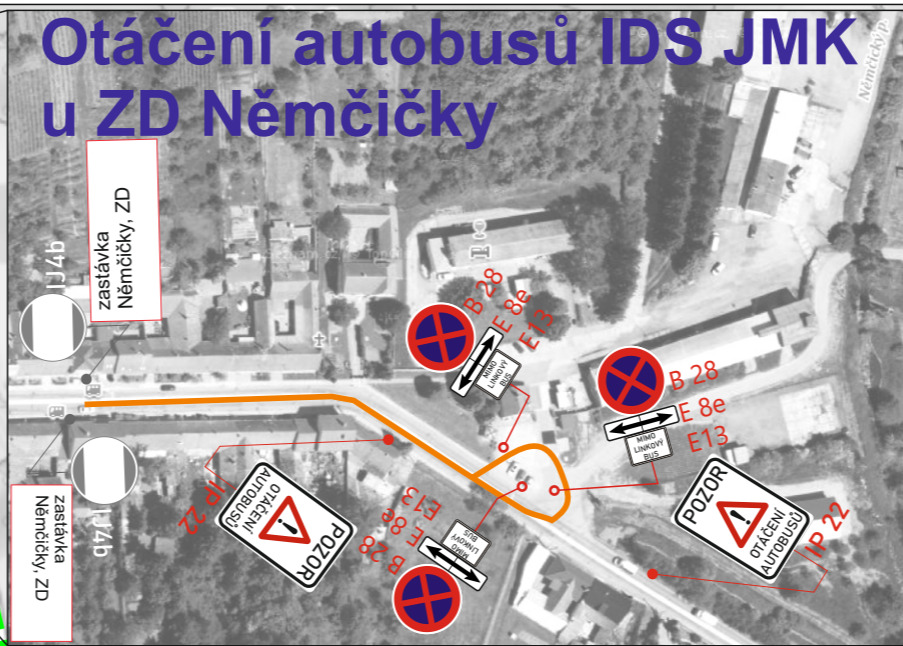 Otáčení autobusů IDS JMK
u ZD Němčičky
Němčický p.
IJ4b
zastávka
Němčičky, ZD
B 28
E 8e
E13
MIMO
LINKOVÝ
BUS
B 28
E 8e
E13
MIMO
LINKOVÝ
BUS
IP 22
POZOR
OTÁČENÍ
AUTOBUSŮ
B 28
E 8e
E13
MIMO
LINKOVÝ
BUS
POZOR
OTÁČENÍ
AUTOBUSŮ
IP 22
IJ4b
zastávka
Němčičky, ZD